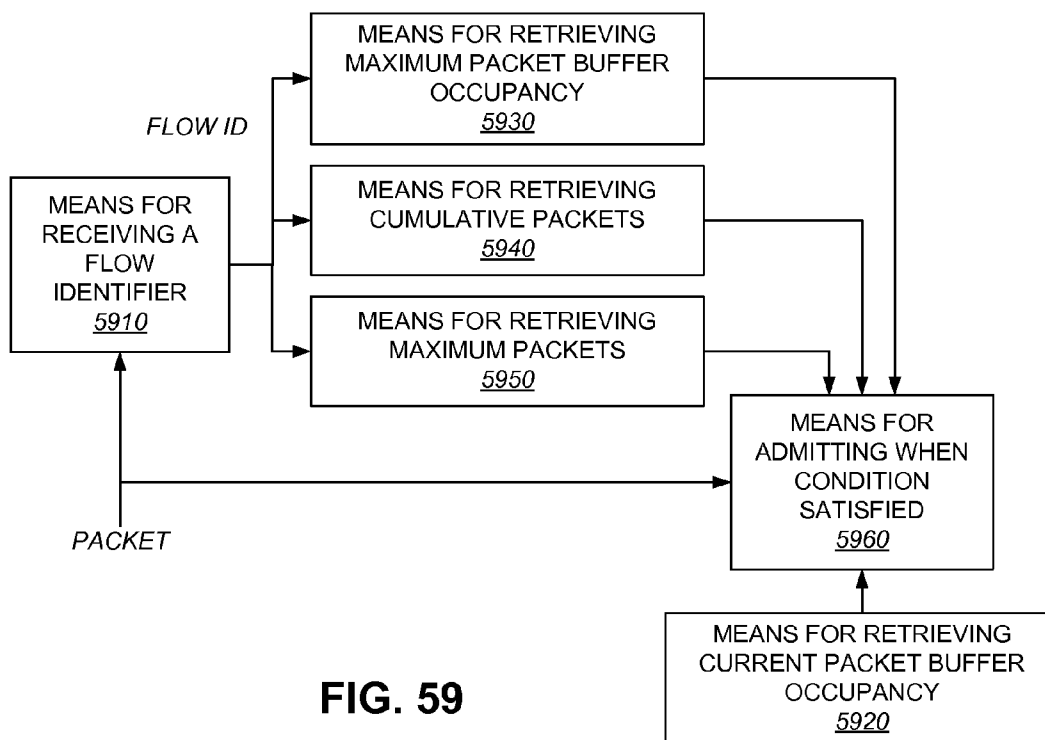 MEANS FOR RETRIEVING
MAXIMUM PACKET BUFFER
OCCUPANCY
5930
FLOW ID
MEANS FOR
RECEIVING A
FLOW
IDENTIFIER
5910
MEANS FOR RETRIEVING
CUMULATIVE PACKETS
5940
MEANS FOR RETRIEVING
MAXIMUM PACKETS
5950
MEANS FOR
ADMITTING WHEN
CONDITION
SATISFIED
5960
PACKET
MEANS FOR RETRIEVING
CURRENT PACKET BUFFER
OCCUPANCY
5920
FIG. 59